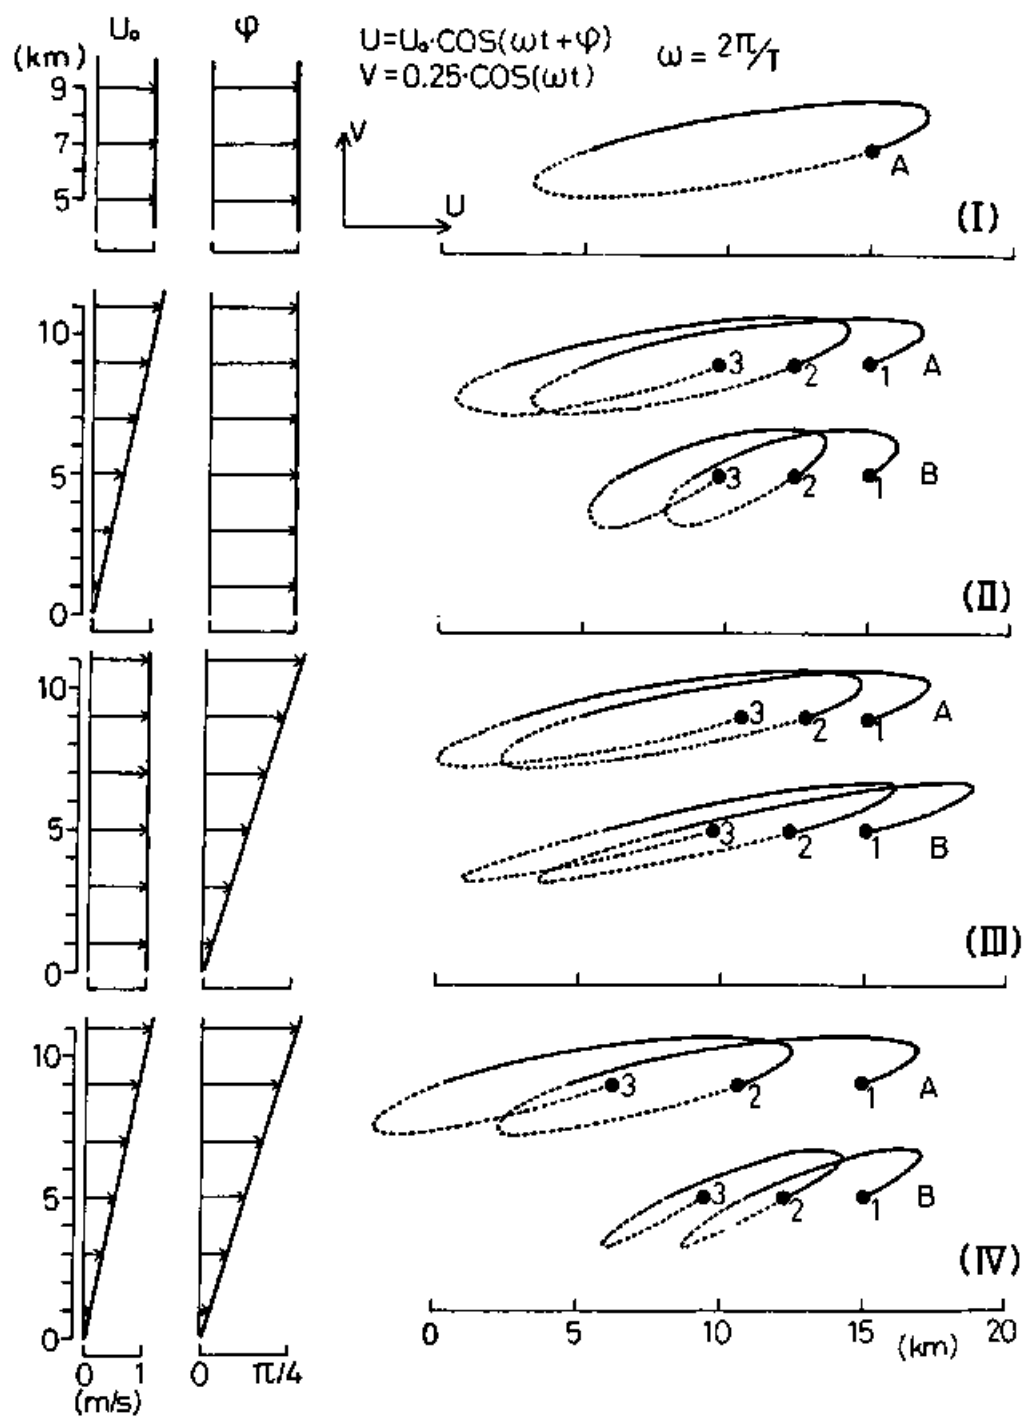 U₀ φ
(km)
U=U₀·COS(ωt+φ)
V=0.25·COS(ωt)
ω=2π/T
9
7
5
V
U
A
(I)
10
5
0
3 2 1 A
3 2 1 B
(II)
10
5
0
3 2 1 A
3 2 1 B
(III)
10
5
0
3 2 1 A
3 2 1 B
(IV)
0 1 0 π/4
(m/s)
0 5 10 15 20
(km)